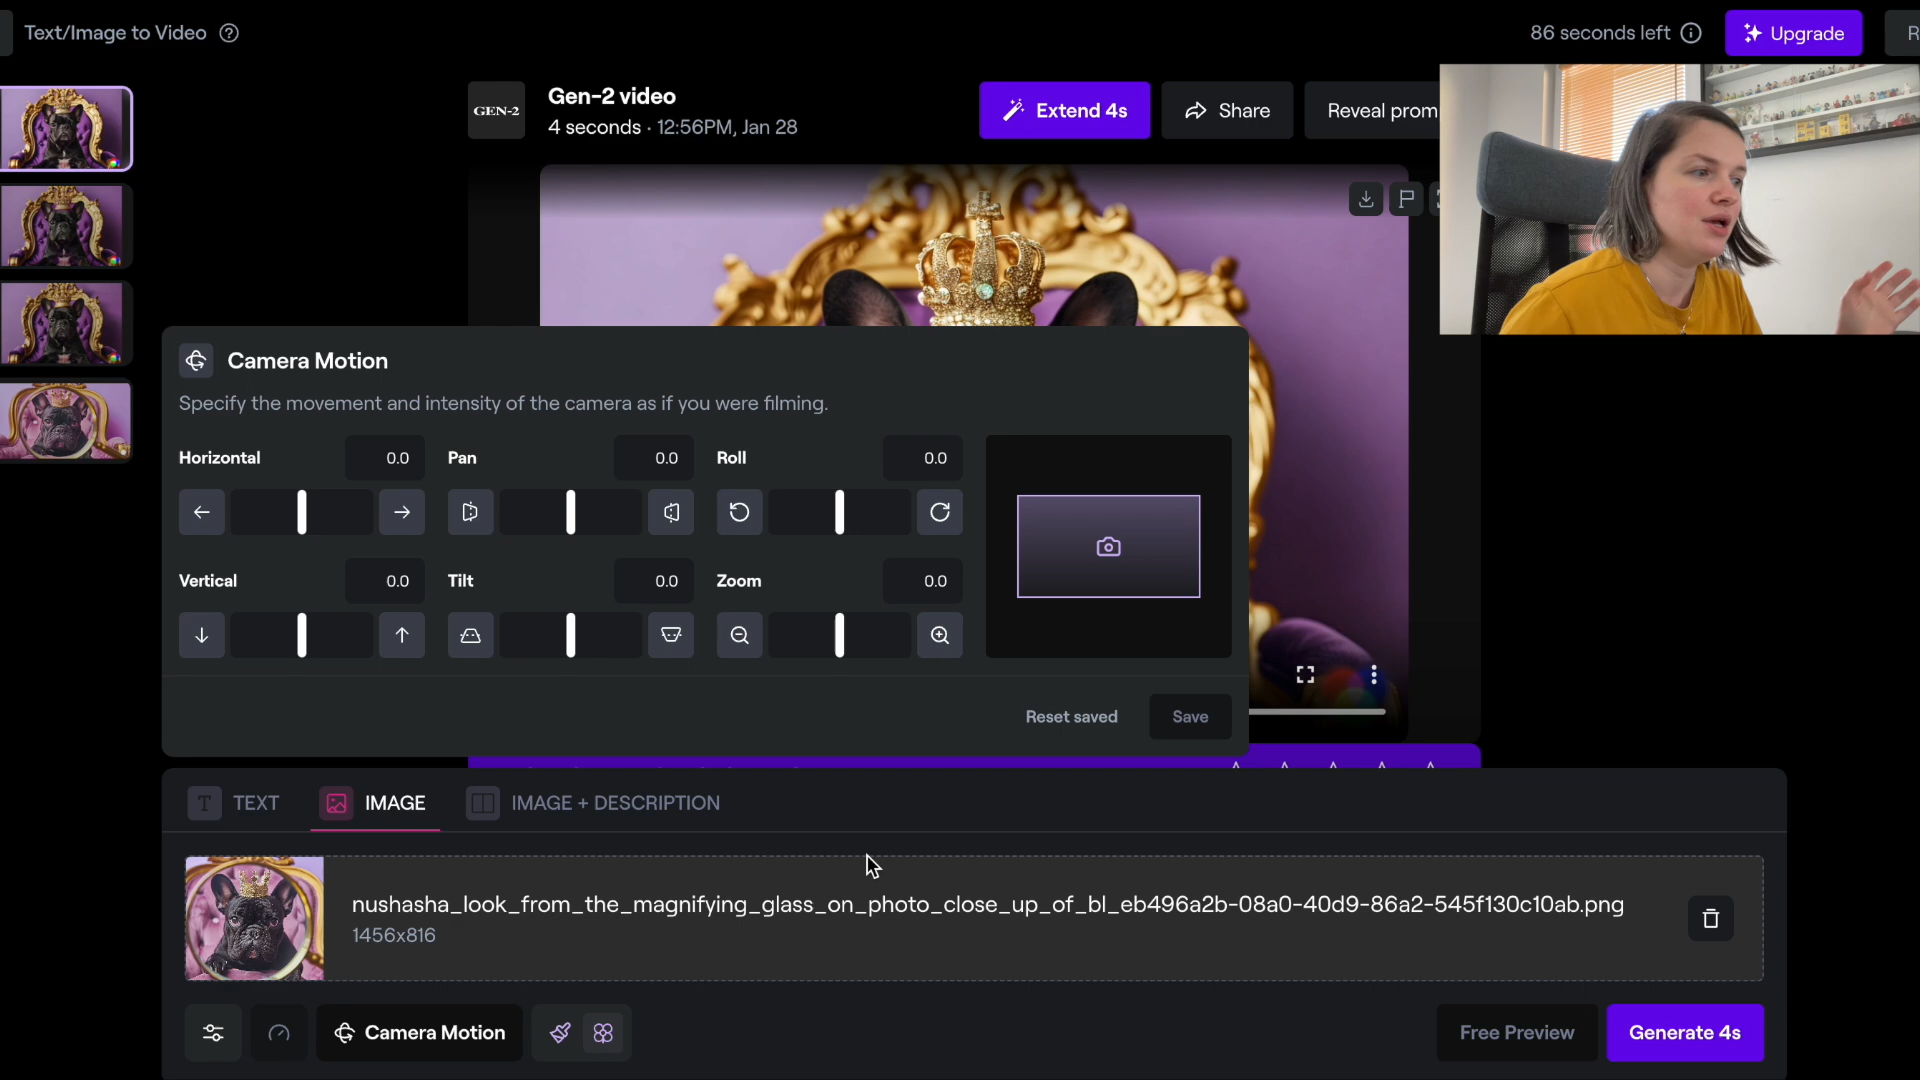 Text/Image to Video
86 seconds left
Upgrade
R
GEN-2
Gen-2 video
4 seconds · 12:56PM, Jan 28
Extend 4s
Share
Reveal prom
Camera Motion
Specify the movement and intensity of the camera as if you were filming.
Horizontal 0.0
Pan 0.0
Roll 0.0
Vertical 0.0
Tilt 0.0
Zoom 0.0
Reset saved
Save
TEXT
IMAGE
IMAGE + DESCRIPTION
nushasha_look_from_the_magnifying_glass_on_photo_close_up_of_bl_eb496a2b-08a0-40d9-86a2-545f130c10ab.png
1456x816
Camera Motion
Free Preview
Generate 4s